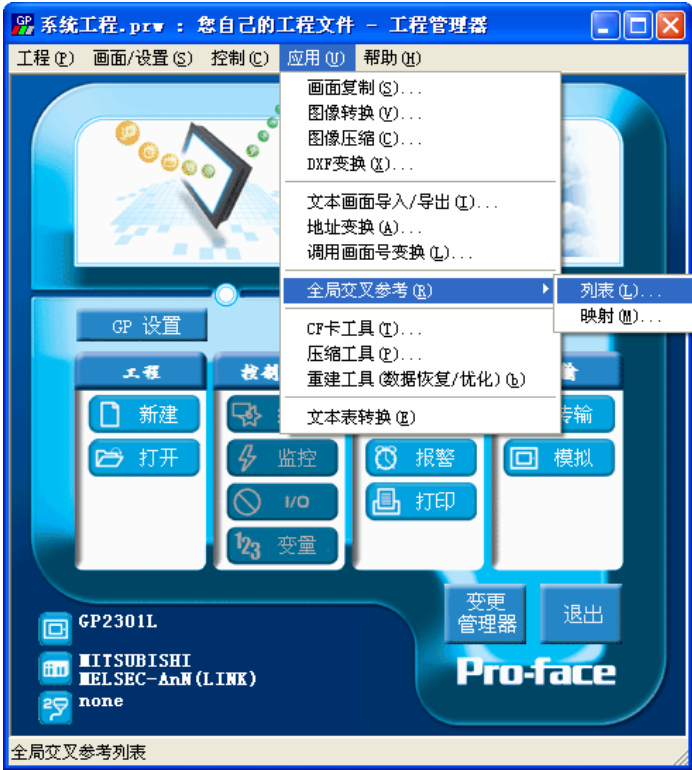 GP 系统工程.prw : 您自己的工程文件 - 工程管理器
工程(P) 画面/设置(S) 控制(C) 应用(U) 帮助(H)
画面复制(S)...
图像转换(V)...
图像压缩(C)...
DXF变换(X)...
文本画面导入/导出(I)...
地址变换(A)...
调用画面号变换(L)...
全局交叉参考(R)
列表(L)...
映射(M)...
CF卡工具(T)...
压缩工具(P)...
重建工具(数据恢复/优化)(b)
文本表转换(E)
GP 设置
工程
新建
打开
监控
I/O
123 变量
报警
打印
传输
模拟
变更
管理器
退出
GP2301L
MITSUBISHI
MELSEC-AnN(LINK)
none
Pro-face
全局交叉参考列表